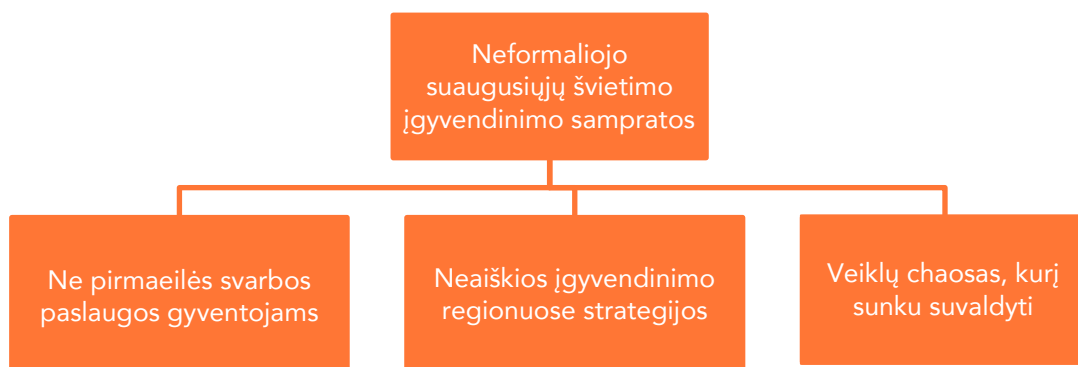 Neformaliojo
suaugusiųjų švietimo
įgyvendinimo sampratos
Ne pirmaeilės svarbos
paslaugos gyventojams
Neaiškios įgyvendinimo
regionuose strategijos
Veiklų chaosas, kurį
sunku suvaldyti